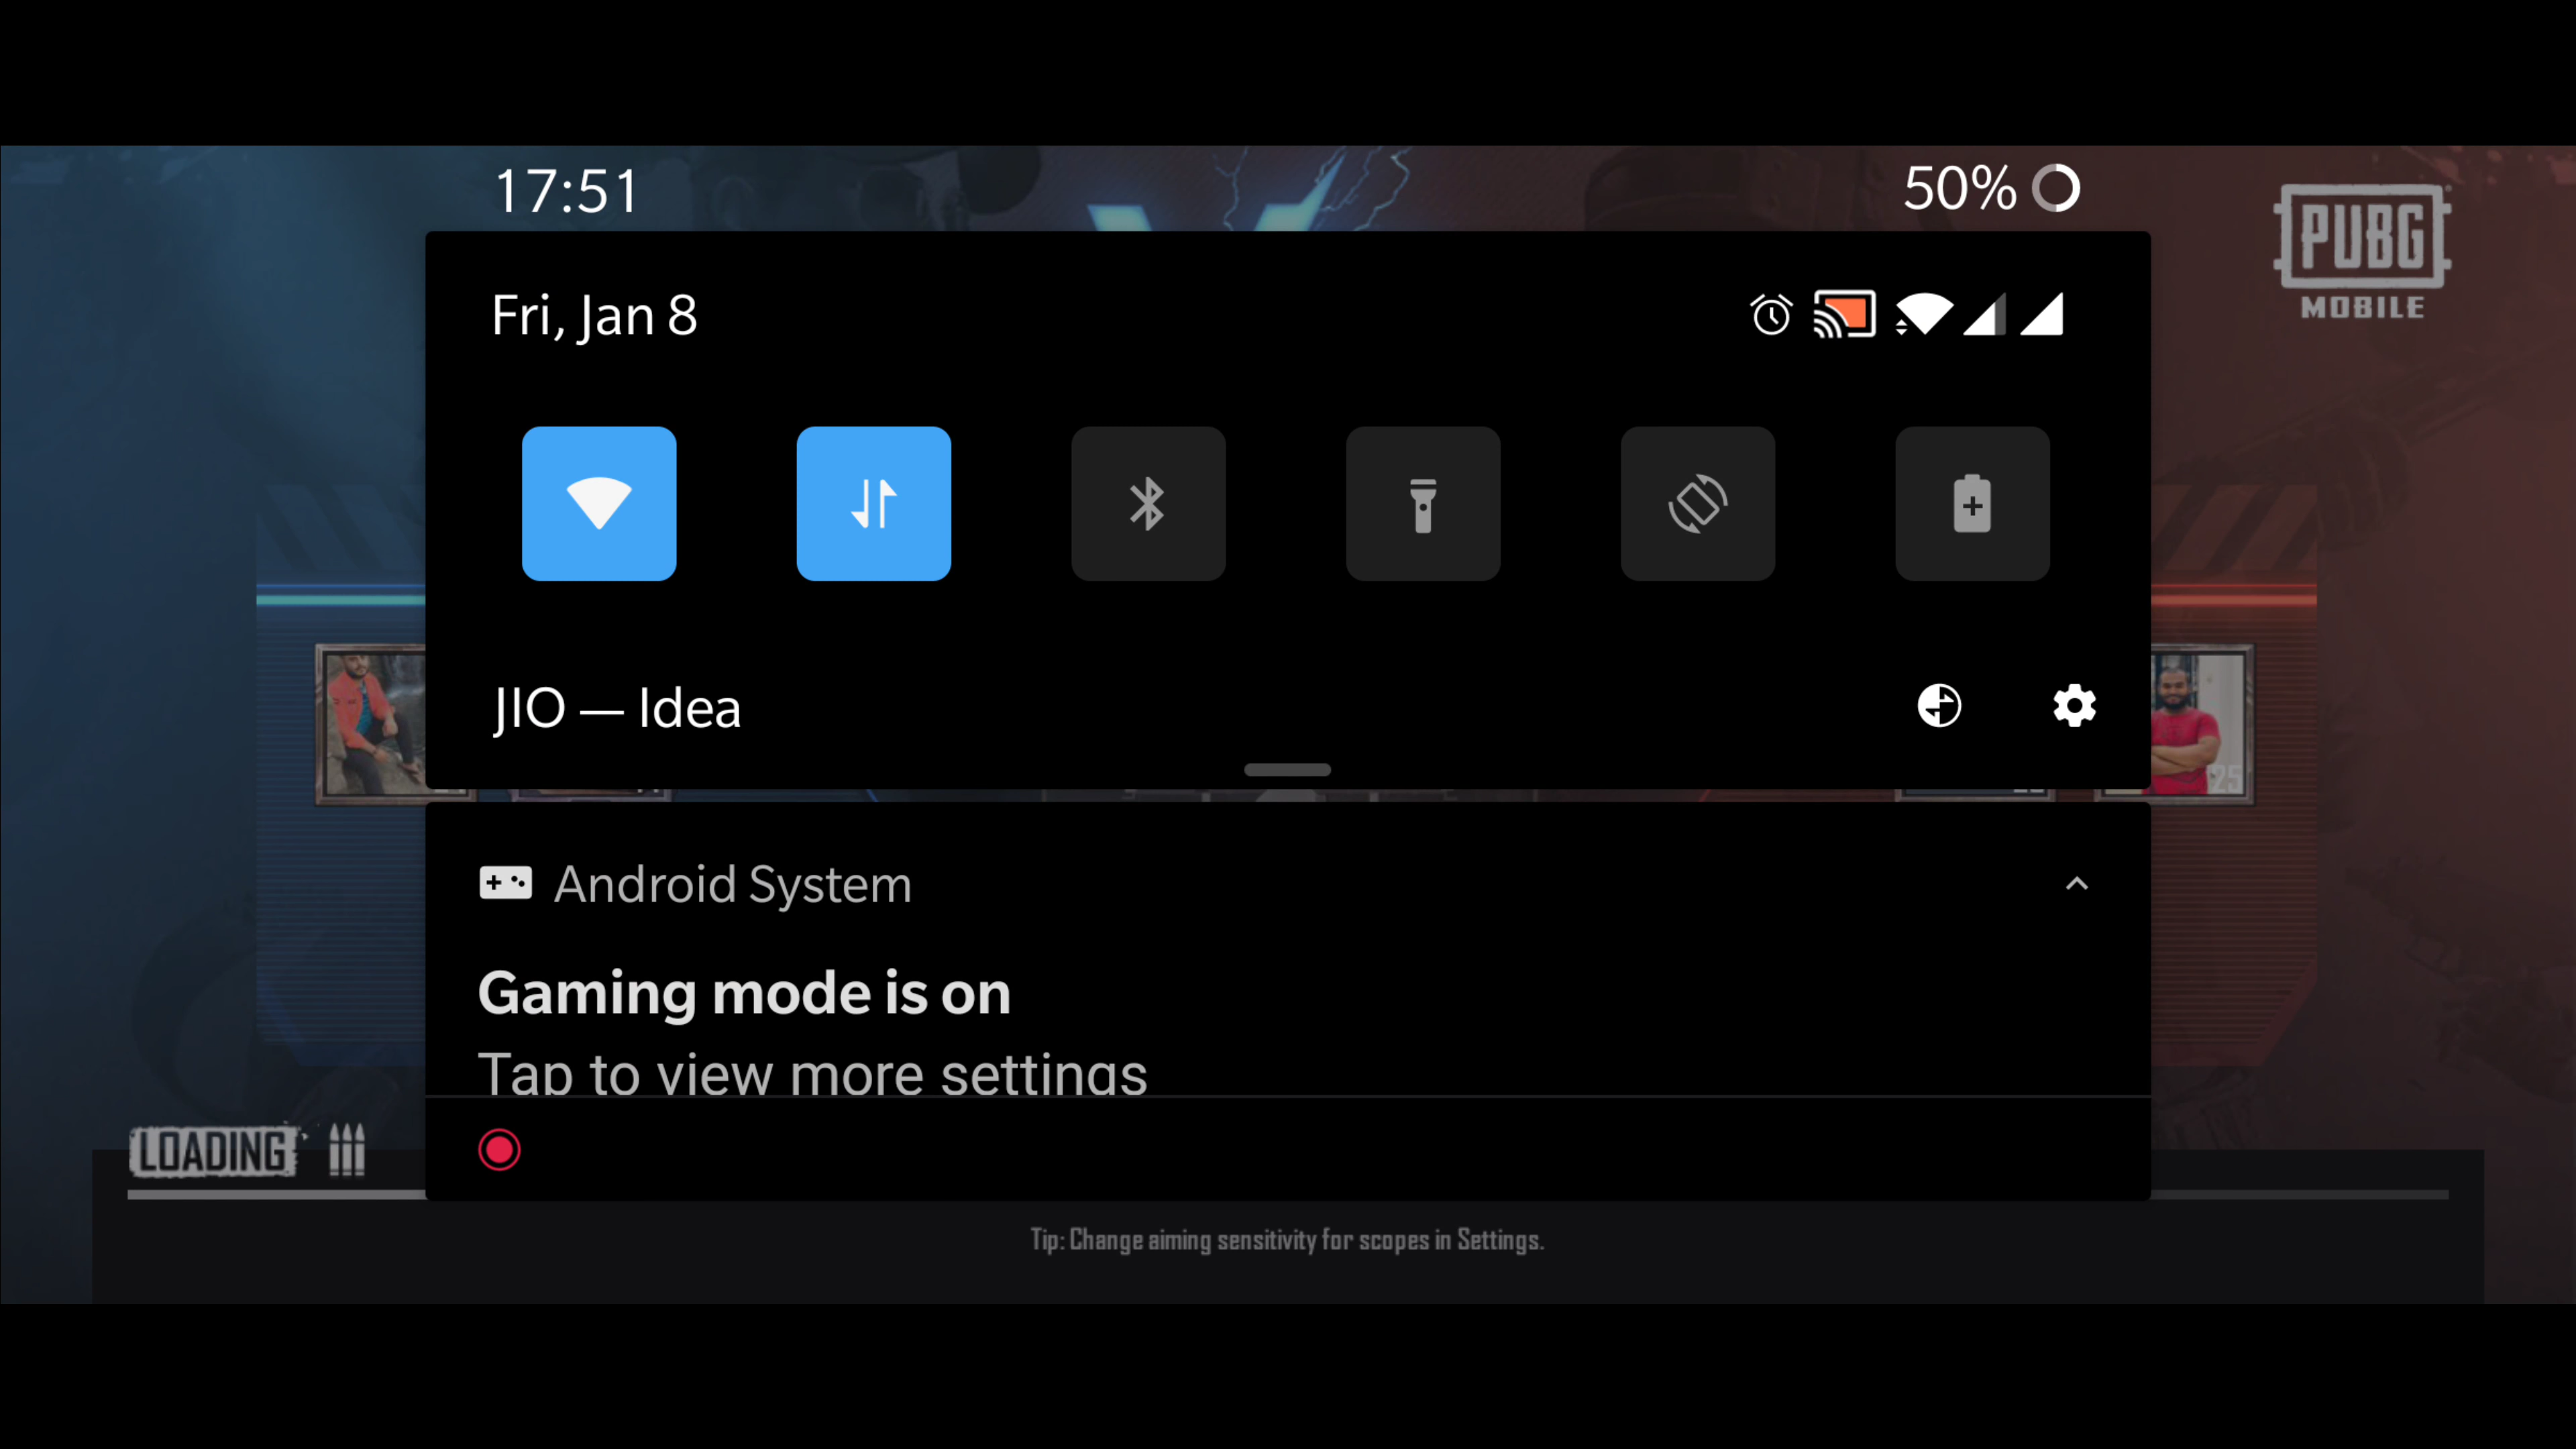 17:51
50%
PUBG
MOBILE
Fri, Jan 8
JIO — Idea
Android System
Gaming mode is on
Tap to view more settings
LOADING
Tip: Change aiming sensitivity for scopes in Settings.